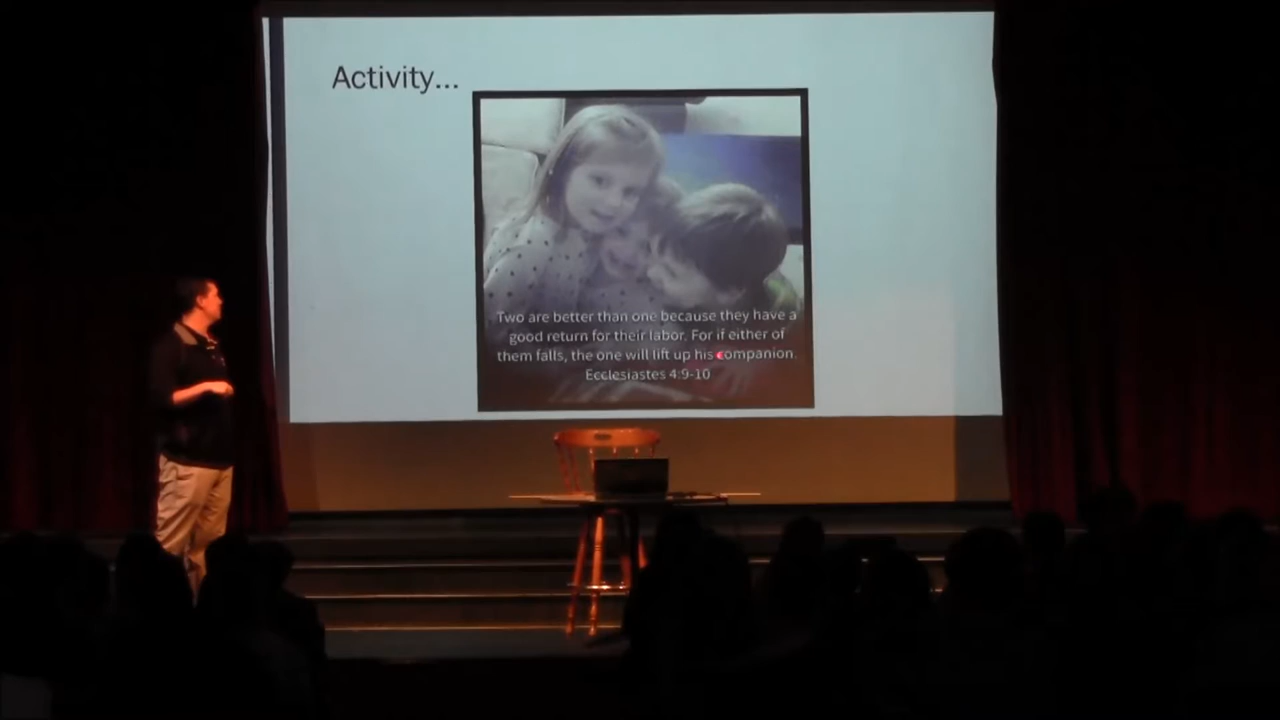 Activity...
Two are better than one because they have a
good return for their labor. For if either of
them falls, the one will lift up his companion.
Ecclesiastes 4:9-10